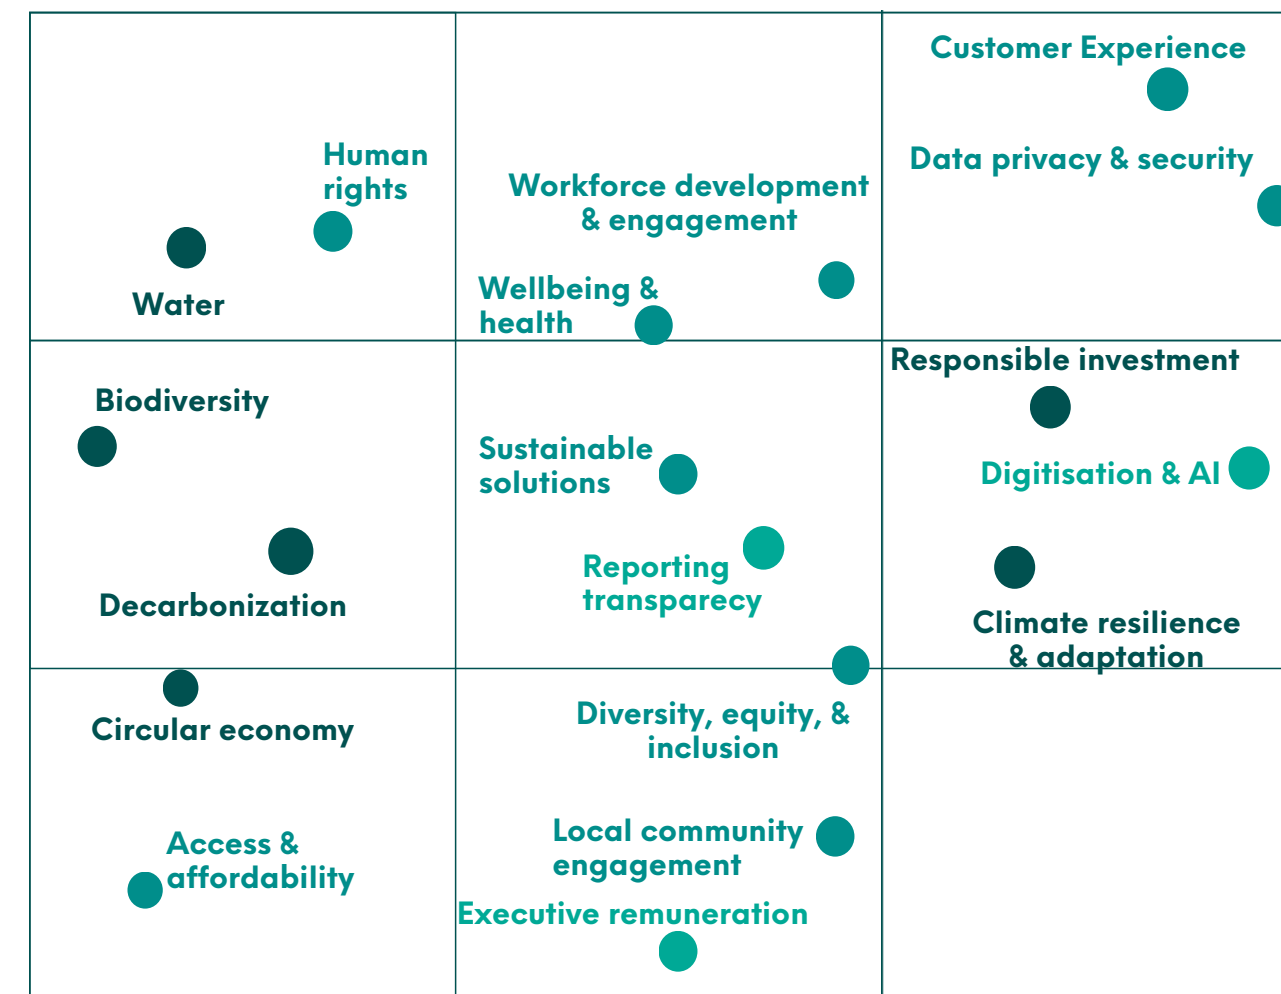 Customer Experience
Human
rights
Data privacy & security
Workforce development
& engagement
Water
Wellbeing &
health
Responsible investment
Biodiversity
Sustainable
solutions
Digitisation & AI
Reporting
transparecy
Decarbonization
Climate resilience
& adaptation
Circular economy
Diversity, equity, &
inclusion
Access &
affordability
Local community
engagement
Executive remuneration